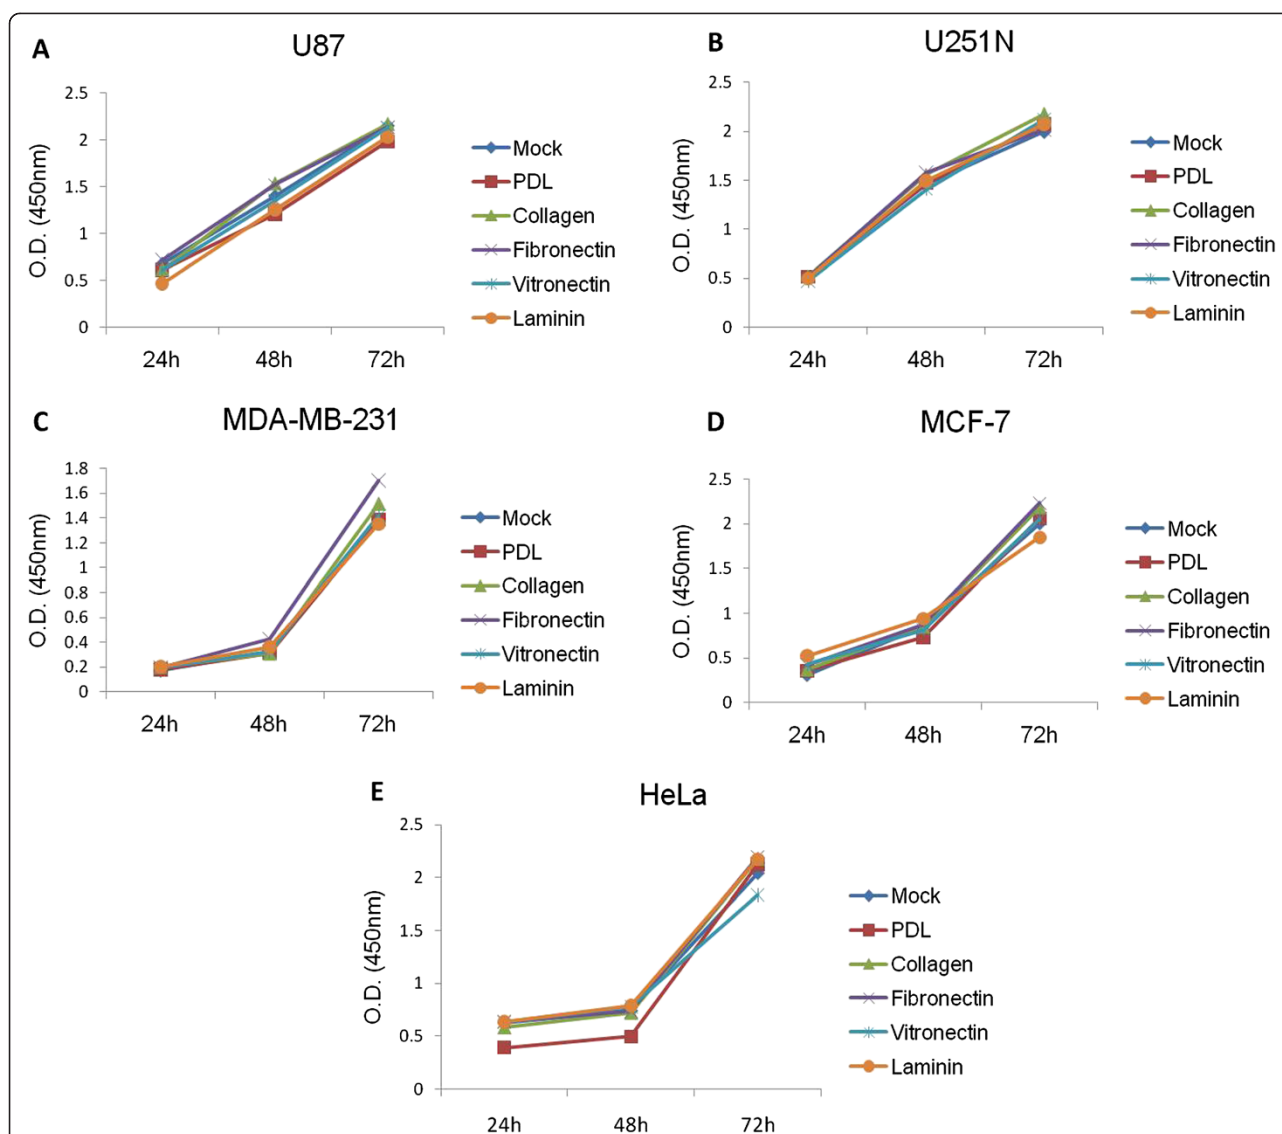 A
U87
O.D. (450nm)
2.5
2
1.5
1
0.5
0
24h
48h
72h
Mock
PDL
Collagen
Fibronectin
Vitronectin
Laminin
B
U251N
O.D. (450nm)
2.5
2
1.5
1
0.5
0
24h
48h
72h
Mock
PDL
Collagen
Fibronectin
Vitronectin
Laminin
C
MDA-MB-231
O.D. (450nm)
1.8
1.6
1.4
1.2
1
0.8
0.6
0.4
0.2
0
24h
48h
72h
Mock
PDL
Collagen
Fibronectin
Vitronectin
Laminin
D
MCF-7
O.D. (450nm)
2.5
2
1.5
1
0.5
0
24h
48h
72h
Mock
PDL
Collagen
Fibronectin
Vitronectin
Laminin
E
HeLa
O.D. (450nm)
2.5
2
1.5
1
0.5
0
24h
48h
72h
Mock
PDL
Collagen
Fibronectin
Vitronectin
Laminin